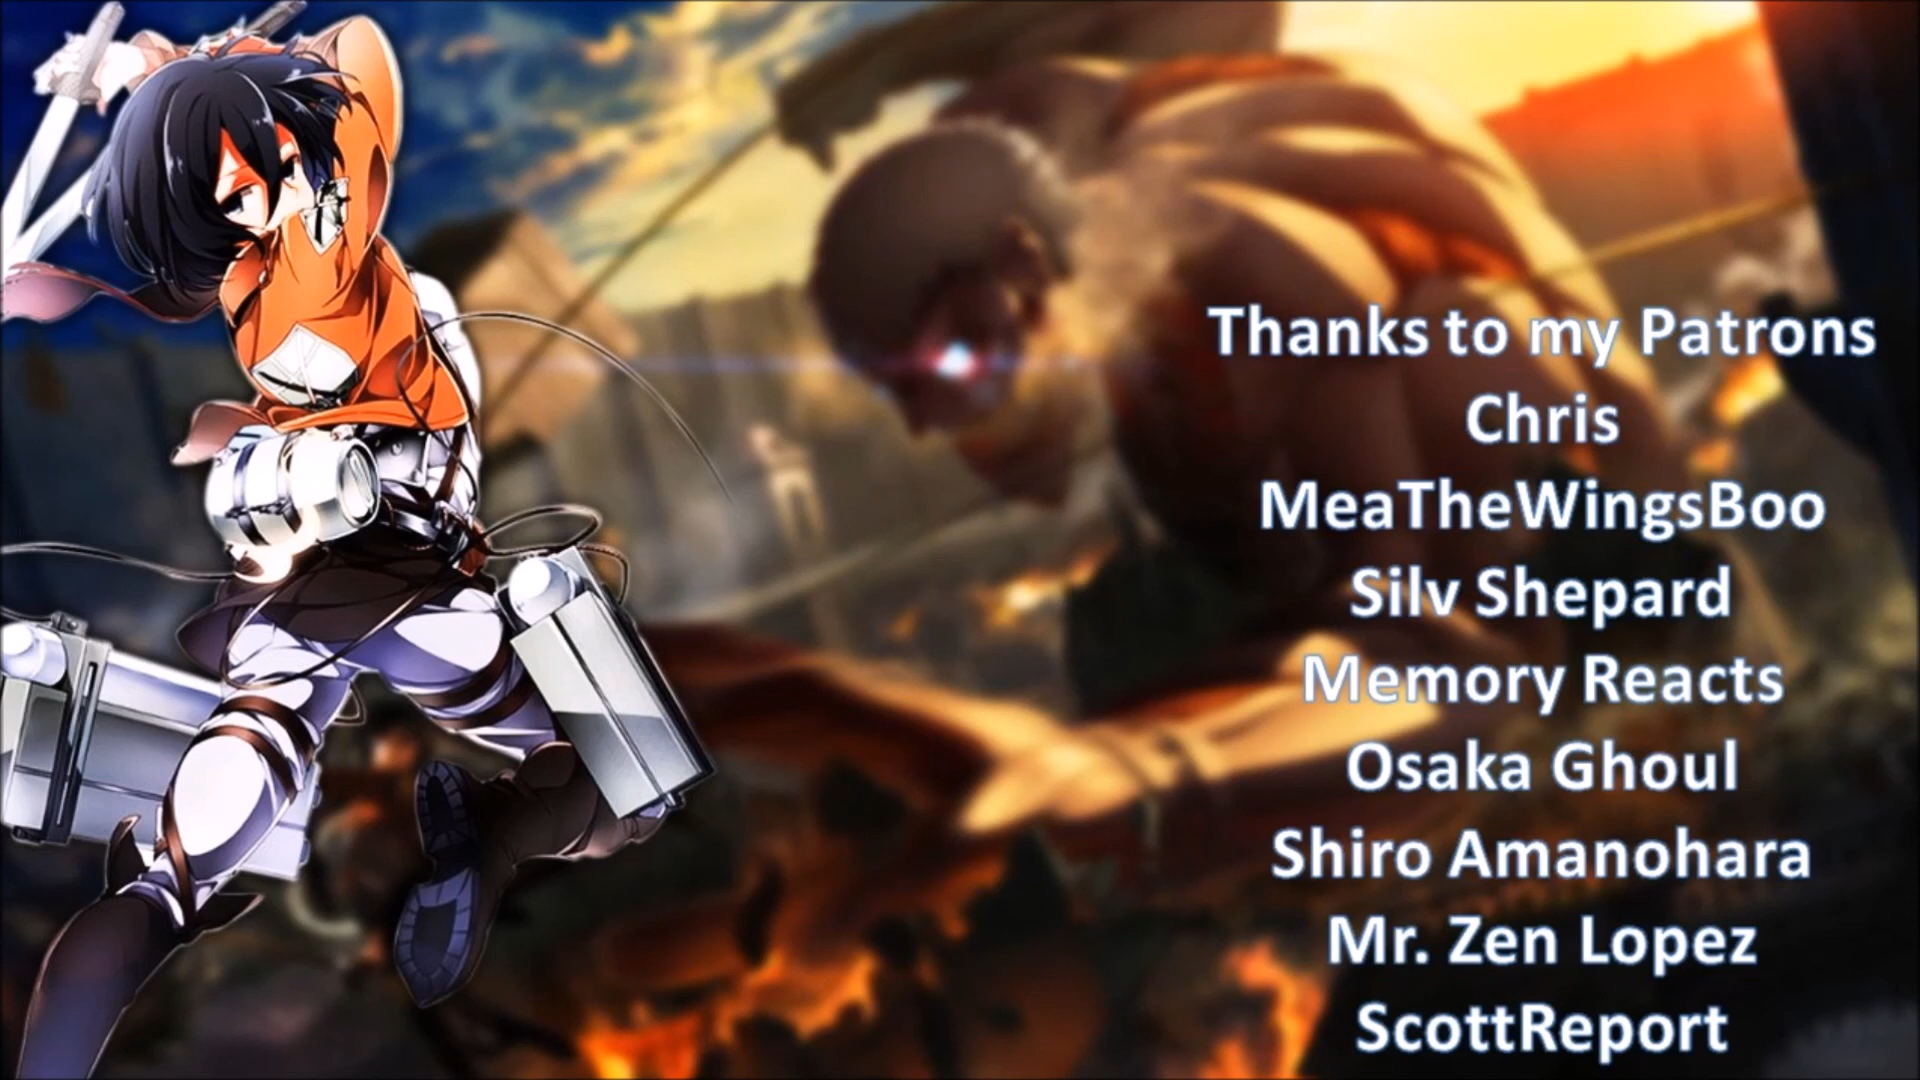 Thanks to my Patrons
Chris
MeaTheWingsBoo
Silv Shepard
Memory Reacts
Osaka Ghoul
Shiro Amanohara
Mr. Zen Lopez
ScottReport